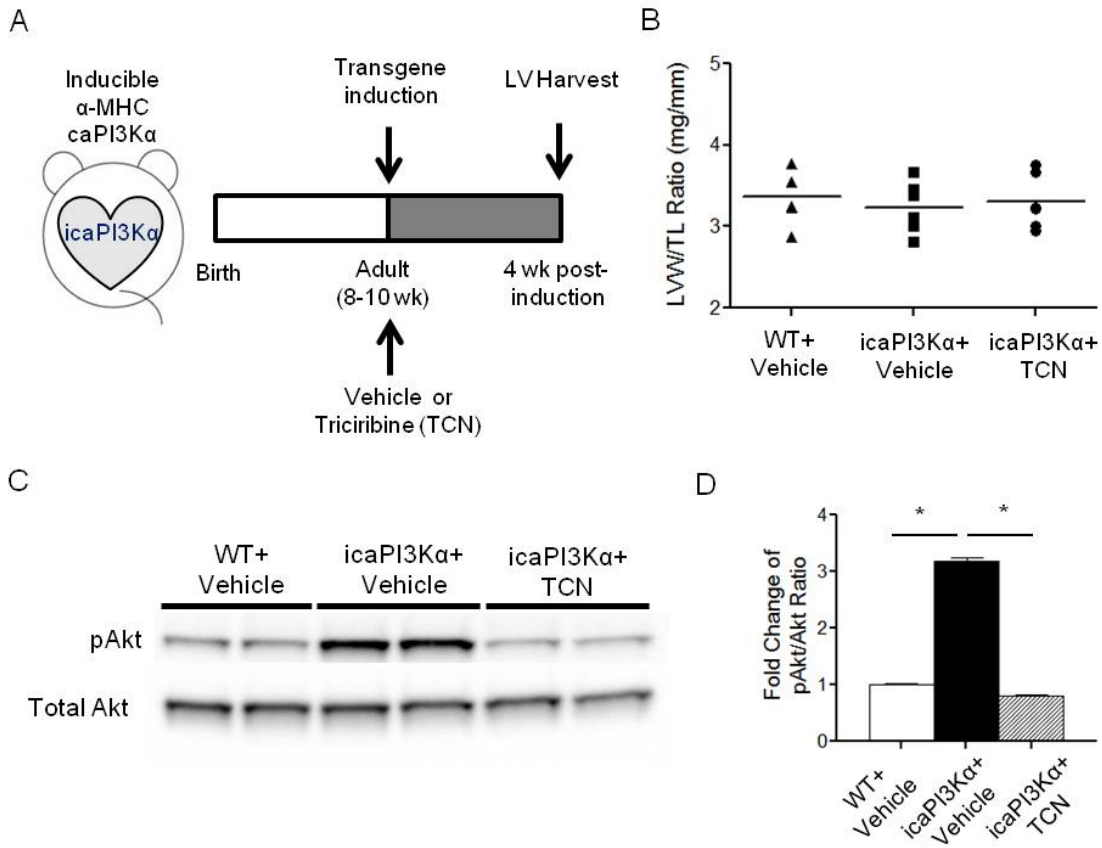 A
Inducible
α-MHC
caPI3Kα
icaPI3Kα
Transgene
induction
LV Harvest
Birth
Adult
(8-10 wk)
4 wk post-
induction
Vehicle or
Triciribine (TCN)
B
LVW/TL Ratio (mg/mm)
5
4
3
2
WT+
Vehicle
icaPI3Kα+
Vehicle
icaPI3Kα+
TCN
C
WT+
Vehicle
icaPI3Kα+
Vehicle
icaPI3Kα+
TCN
pAkt
Total Akt
D
Fold Change of
pAkt/Akt Ratio
4
3
2
1
0
*
*
WT+
Vehicle
icaPI3Kα+
Vehicle
icaPI3Kα+
TCN